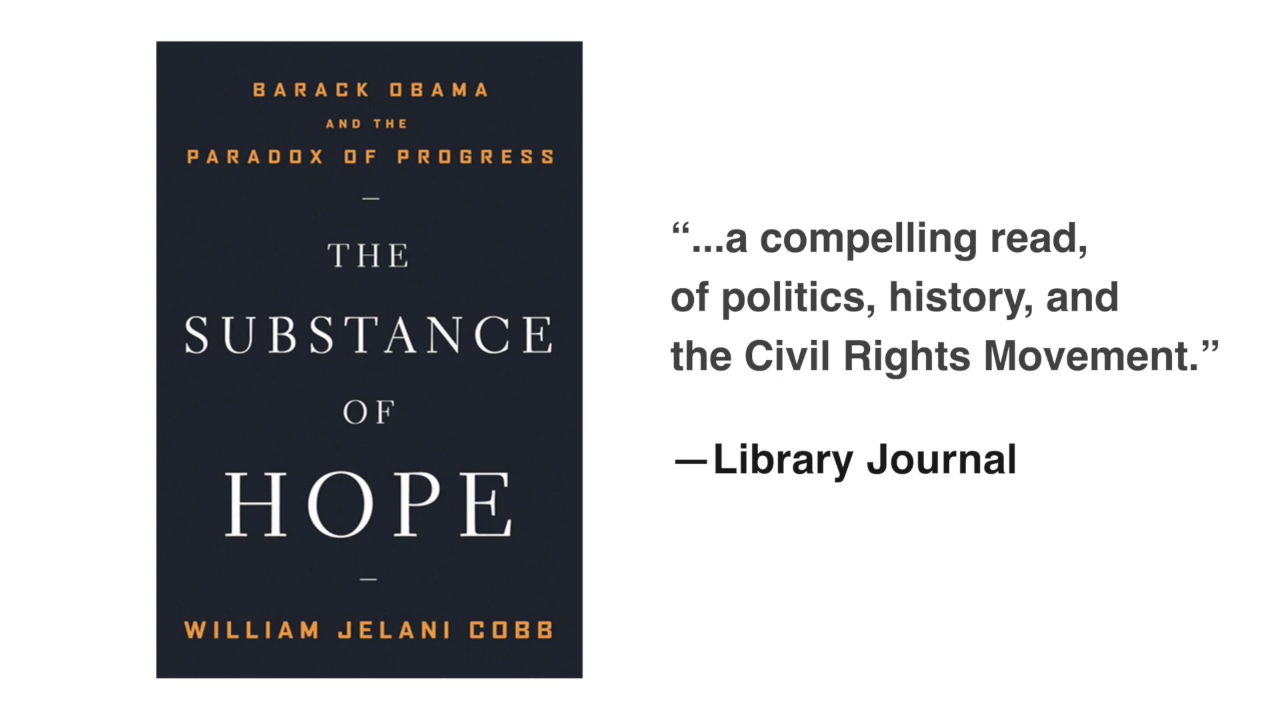 BARACK OBAMA
AND THE
PARADOX OF PROGRESS
—
THE
SUBSTANCE
OF
HOPE
—
WILLIAM JELANI COBB
“...a compelling read,
of politics, history, and
the Civil Rights Movement.”
—Library Journal